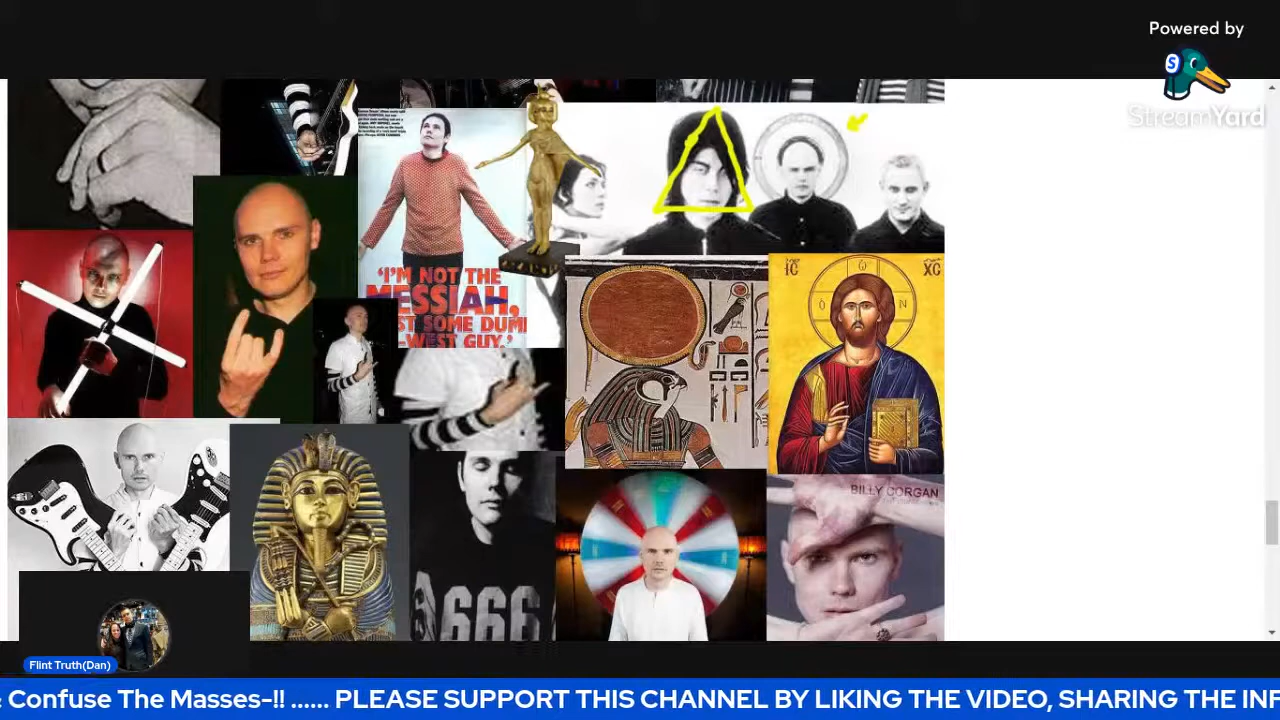 Powered by
S
StreamYard
'I'M NOT THE
MESSIAH,
ST SOME DUM
-WEST GUY.'
IC XC
O N
BILLY CORGAN
666
Flint Truth(Dan)
Confuse The Masses-!! ...... PLEASE SUPPORT THIS CHANNEL BY LIKING THE VIDEO, SHARING THE INF